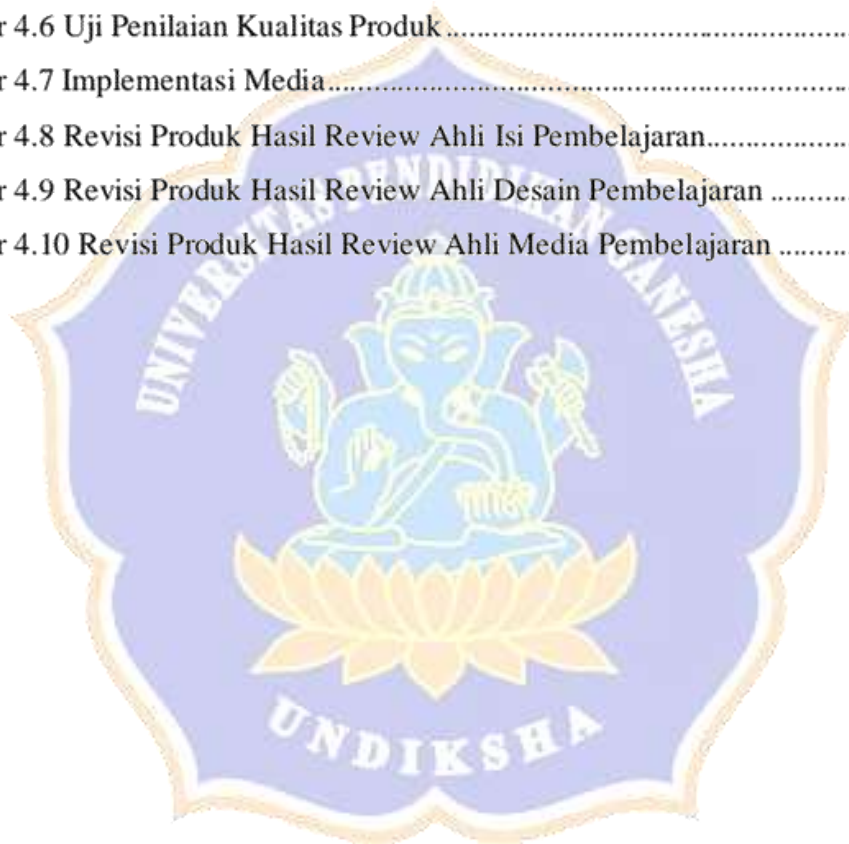 r 4.6 Uji Penilaian Kualitas Produk........................................................
r 4.7 Implementasi Media.......................................................................
r 4.8 Revisi Produk Hasil Review Ahli Isi Pembelajaran...................
r 4.9 Revisi Produk Hasil Review Ahli Desain Pembelajaran ..........
r 4.10 Revisi Produk Hasil Review Ahli Media Pembelajaran .........
UNIVERSITAS PENDIDIKAN GANESHA
UNDIKSHA